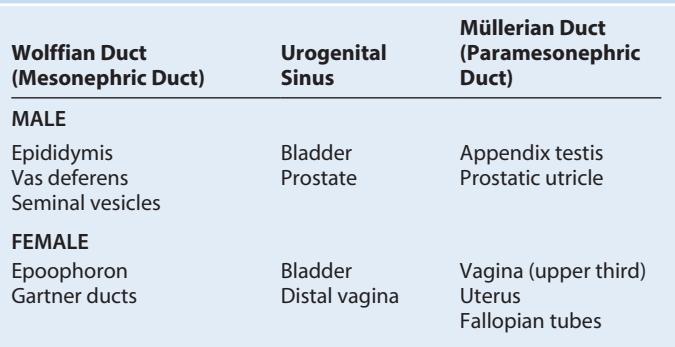 Wolffian Duct (Mesonephric Duct) Urogenital Sinus Müllerian Duct (Paramesonephric Duct)
MALE
Epididymis Bladder Appendix testis
Vas deferens Prostate Prostatic utricle
Seminal vesicles
FEMALE
Epoophoron Bladder Vagina (upper third)
Gartner ducts Distal vagina Uterus
Fallopian tubes